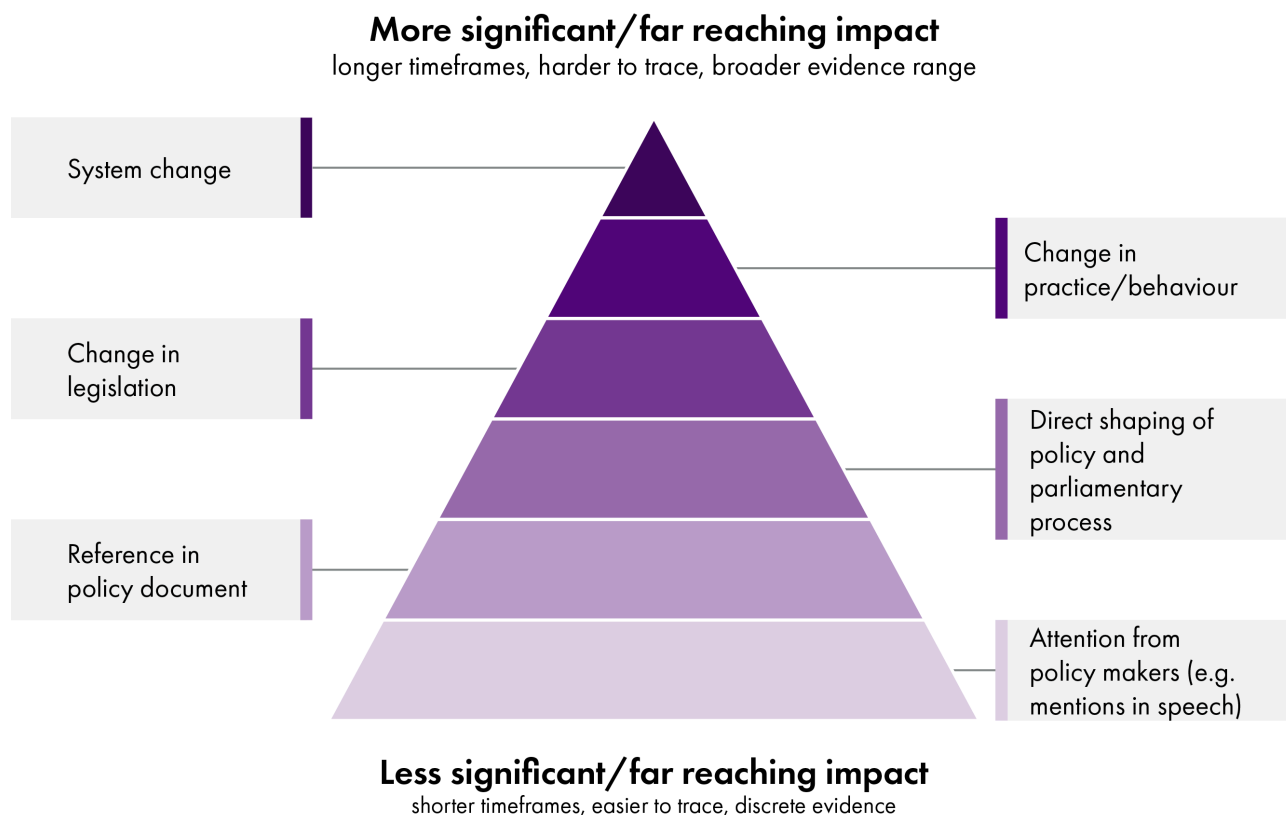 More significant/far reaching impact
longer timeframes, harder to trace, broader evidence range
System change
Change in
practice/behaviour
Change in
legislation
Direct shaping of
policy and
parliamentary
process
Reference in
policy document
Attention from
policy makers (e.g.
mentions in speech)
Less significant/far reaching impact
shorter timeframes, easier to trace, discrete evidence